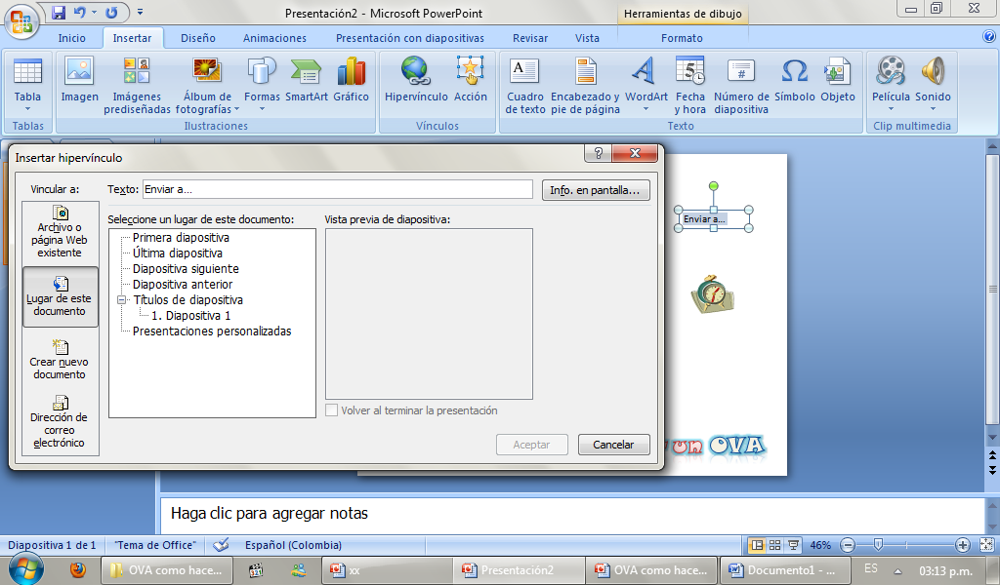 Presentación2 - Microsoft PowerPoint
Herramientas de dibujo
Inicio Insertar Diseño Animaciones Presentación con diapositivas Revisar Vista Formato
Tabla
Imagen
Imágenes prediseñadas
Álbum de fotografías
Formas
SmartArt
Gráfico
Hipervínculo
Acción
Cuadro de texto
Encabezado y pie de página
WordArt
Fecha y hora
Número de diapositiva
Símbolo
Objeto
Película
Sonido
Tablas
Ilustraciones
Vínculos
Texto
Clip multimedia
Insertar hipervínculo
Vincular a:
Texto: Enviar a...
Info. en pantalla...
Archivo o
página Web
existente
Lugar de este
documento
Crear nuevo
documento
Dirección de
correo
electrónico
Seleccione un lugar de este documento:
Primera diapositiva
Última diapositiva
Diapositiva siguiente
Diapositiva anterior
Títulos de diapositiva
1. Diapositiva 1
Presentaciones personalizadas
Vista previa de diapositiva:
Volver al terminar la presentación
Aceptar
Cancelar
Enviar a...
un OVA
Haga clic para agregar notas
Diapositiva 1 de 1 "Tema de Office" Español (Colombia) 46%
OVA como hace... xx Presentación2 OVA como hace... Documento1 - ... ES 03:13 p.m.